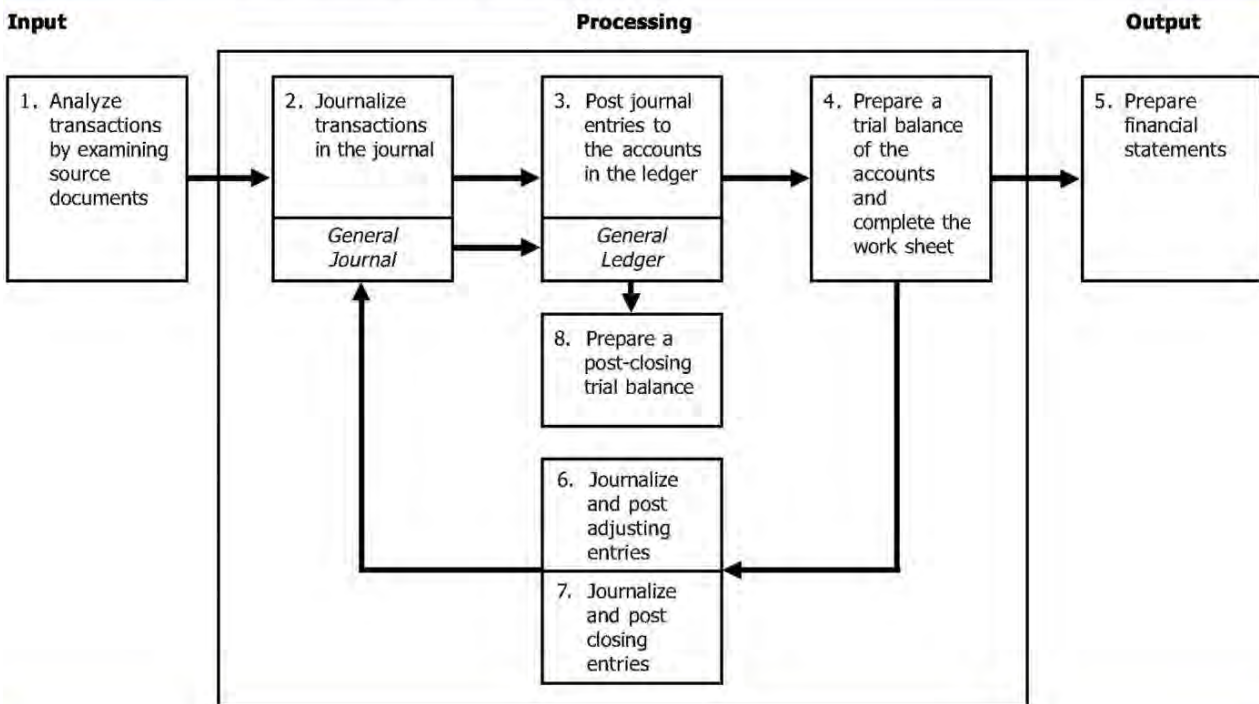 Input
Processing
Output
1. Analyze
transactions
by examining
source
documents
2. Journalize
transactions
in the journal
General
Journal
3. Post journal
entries to
the accounts
in the ledger
General
Ledger
4. Prepare a
trial balance
of the
accounts
and
complete the
work sheet
5. Prepare
financial
statements
8. Prepare a
post-closing
trial balance
6. Journalize
and post
adjusting
entries
7. Journalize
and post
closing
entries